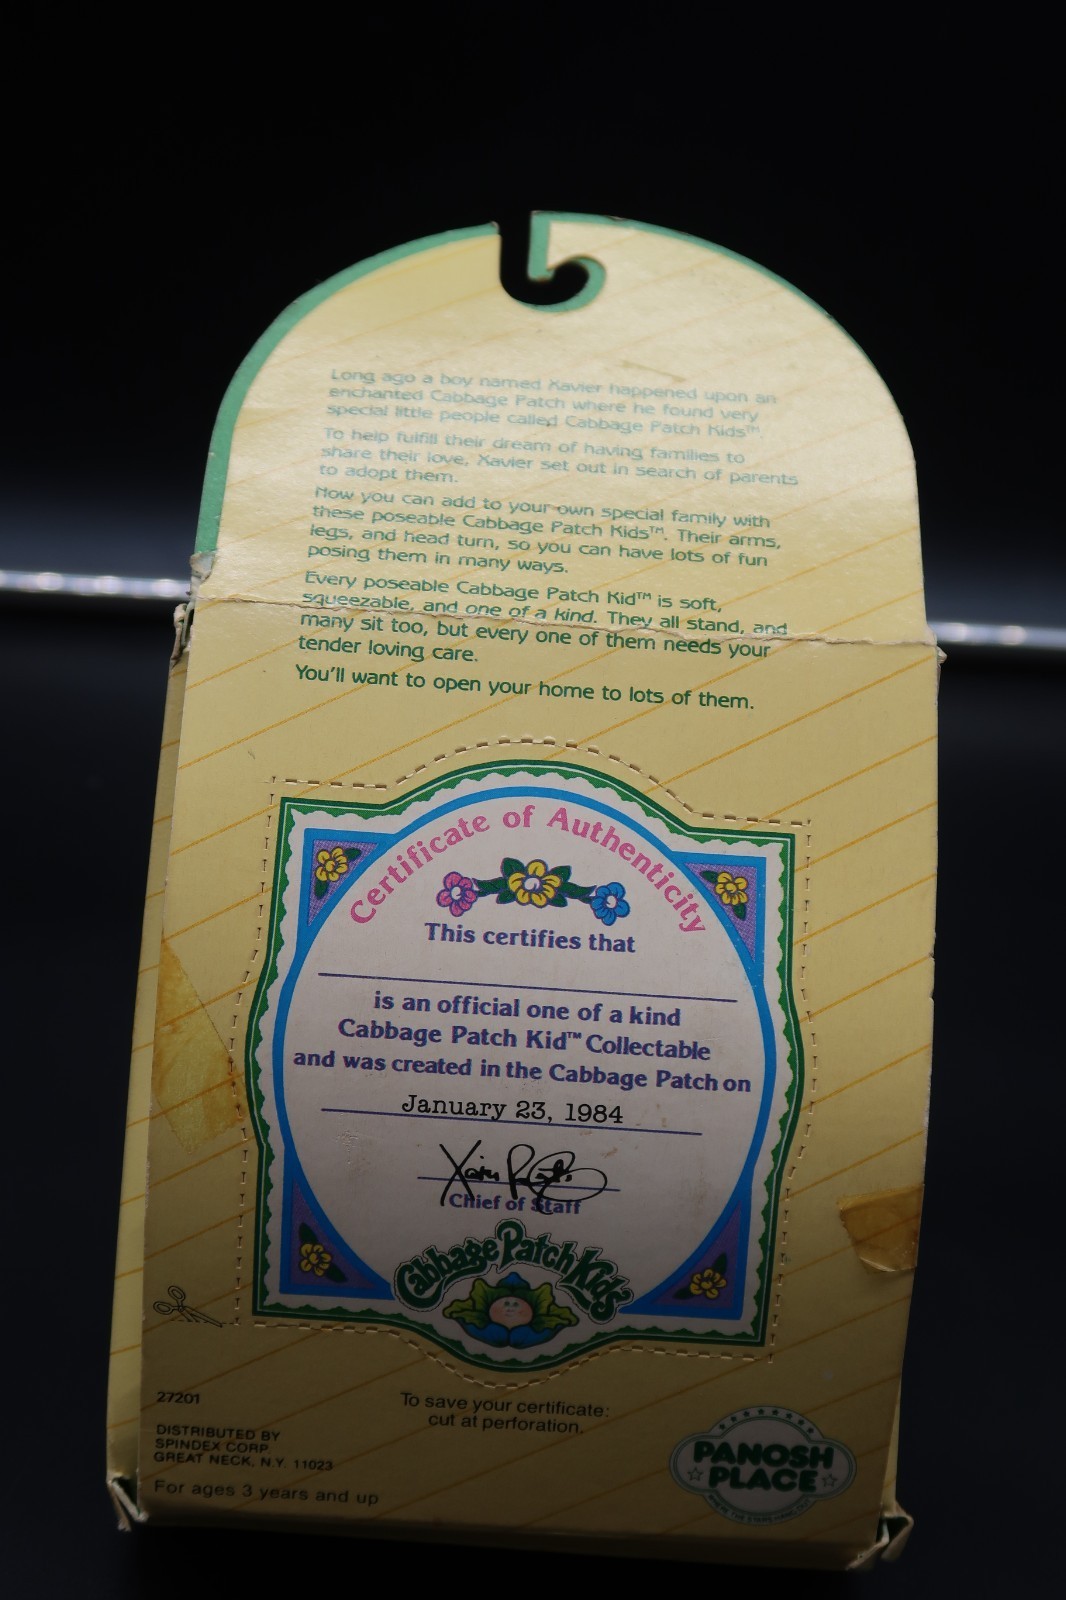 Long ago a boy named Xavier happened upon an
enchanted Cabbage Patch where he found very
special little people called Cabbage Patch Kids™
To help fulfill their dream of having families to
share their love, Xavier set out in search of parents
to adopt them.
Now you can add to your own special family with
these poseable Cabbage Patch Kids™. Their arms,
legs, and head turn, so you can have lots of fun
posing them in many ways.
Every poseable Cabbage Patch Kid™ is soft,
squeezable, and one of a kind. They all stand, and
many sit too, but every one of them needs your
tender loving care.
You'll want to open your home to lots of them.
Certificate of Authenticity
This certifies that
is an official one of a kind
Cabbage Patch Kid™ Collectable
and was created in the Cabbage Patch on
January 23, 1984
Xavier Roberts
Chief of Staff
Cabbage Patch Kids
27201
DISTRIBUTED BY
SPINDEX CORP
GREAT NECK, N.Y. 11023
For ages 3 years and up
To save your certificate:
cut at perforation.
PANOSH
PLACE
WHERE THE STARS HANG OUT